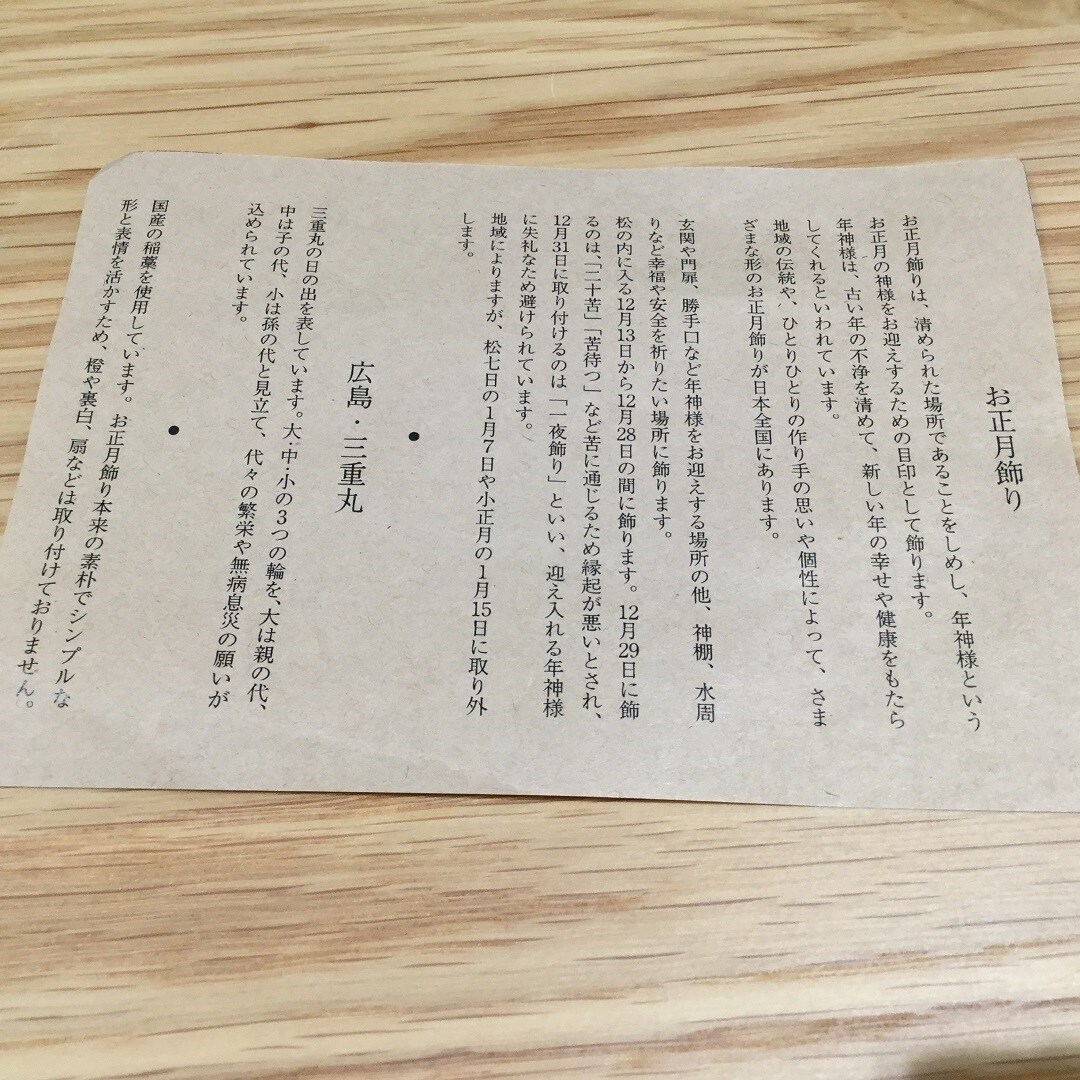 お正月飾り
お正月飾りは、清められた場所であることをしめし、年神様という
お正月の神様をお迎えするための目印として飾ります。
年神様は、古い年の不浄を清めて、新しい年の幸せや健康をもたら
してくれるといわれています。
地域の伝統や、ひとりひとりの作り手の思いや個性によって、さま
ざまな形のお正月飾りが日本全国にあります。
玄関や門扉、勝手口など年神様をお迎えする場所の他、神棚、水周
りなど幸福や安全を祈りたい場所に飾ります。
松の内に入る12月13日から12月28日の間に飾ります。12月29日に飾
るのは、「二十苦」「苦待つ」など苦に通じるため縁起が悪いとされ、
12月31日に取り付けるのは「一夜飾り」といい、迎え入れる年神様
に失礼なため避けられています。
地域によりますが、松七日の1月7日や小正月の1月15日に取り外
します。
●
広島・三重丸
三重丸の日の出を表しています。大・中・小の3つの輪を、大は親の代、
中は子の代、小は孫の代と見立て、代々の繁栄や無病息災の願いが
込められています。
●
国産の稲藁を使用しています。お正月飾り本来の素朴でシンプルな
形と表情を活かすため、橙や裏白、扇などは取り付けておりません。